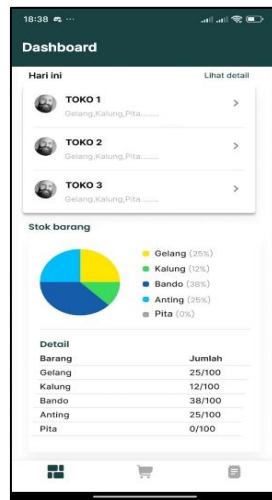 18:38
Dashboard
Hari ini Lihat detail
TOKO 1
Gelang,Kalung,Pita........
TOKO 2
Gelang,Kalung,Pita........
TOKO 3
Gelang,Kalung,Pita........
Stok barang
Gelang (25%)
Kalung (12%)
Bando (38%)
Anting (25%)
Pita (0%)
Detail
Barang Jumlah
Gelang 25/100
Kalung 12/100
Bando 38/100
Anting 25/100
Pita 0/100